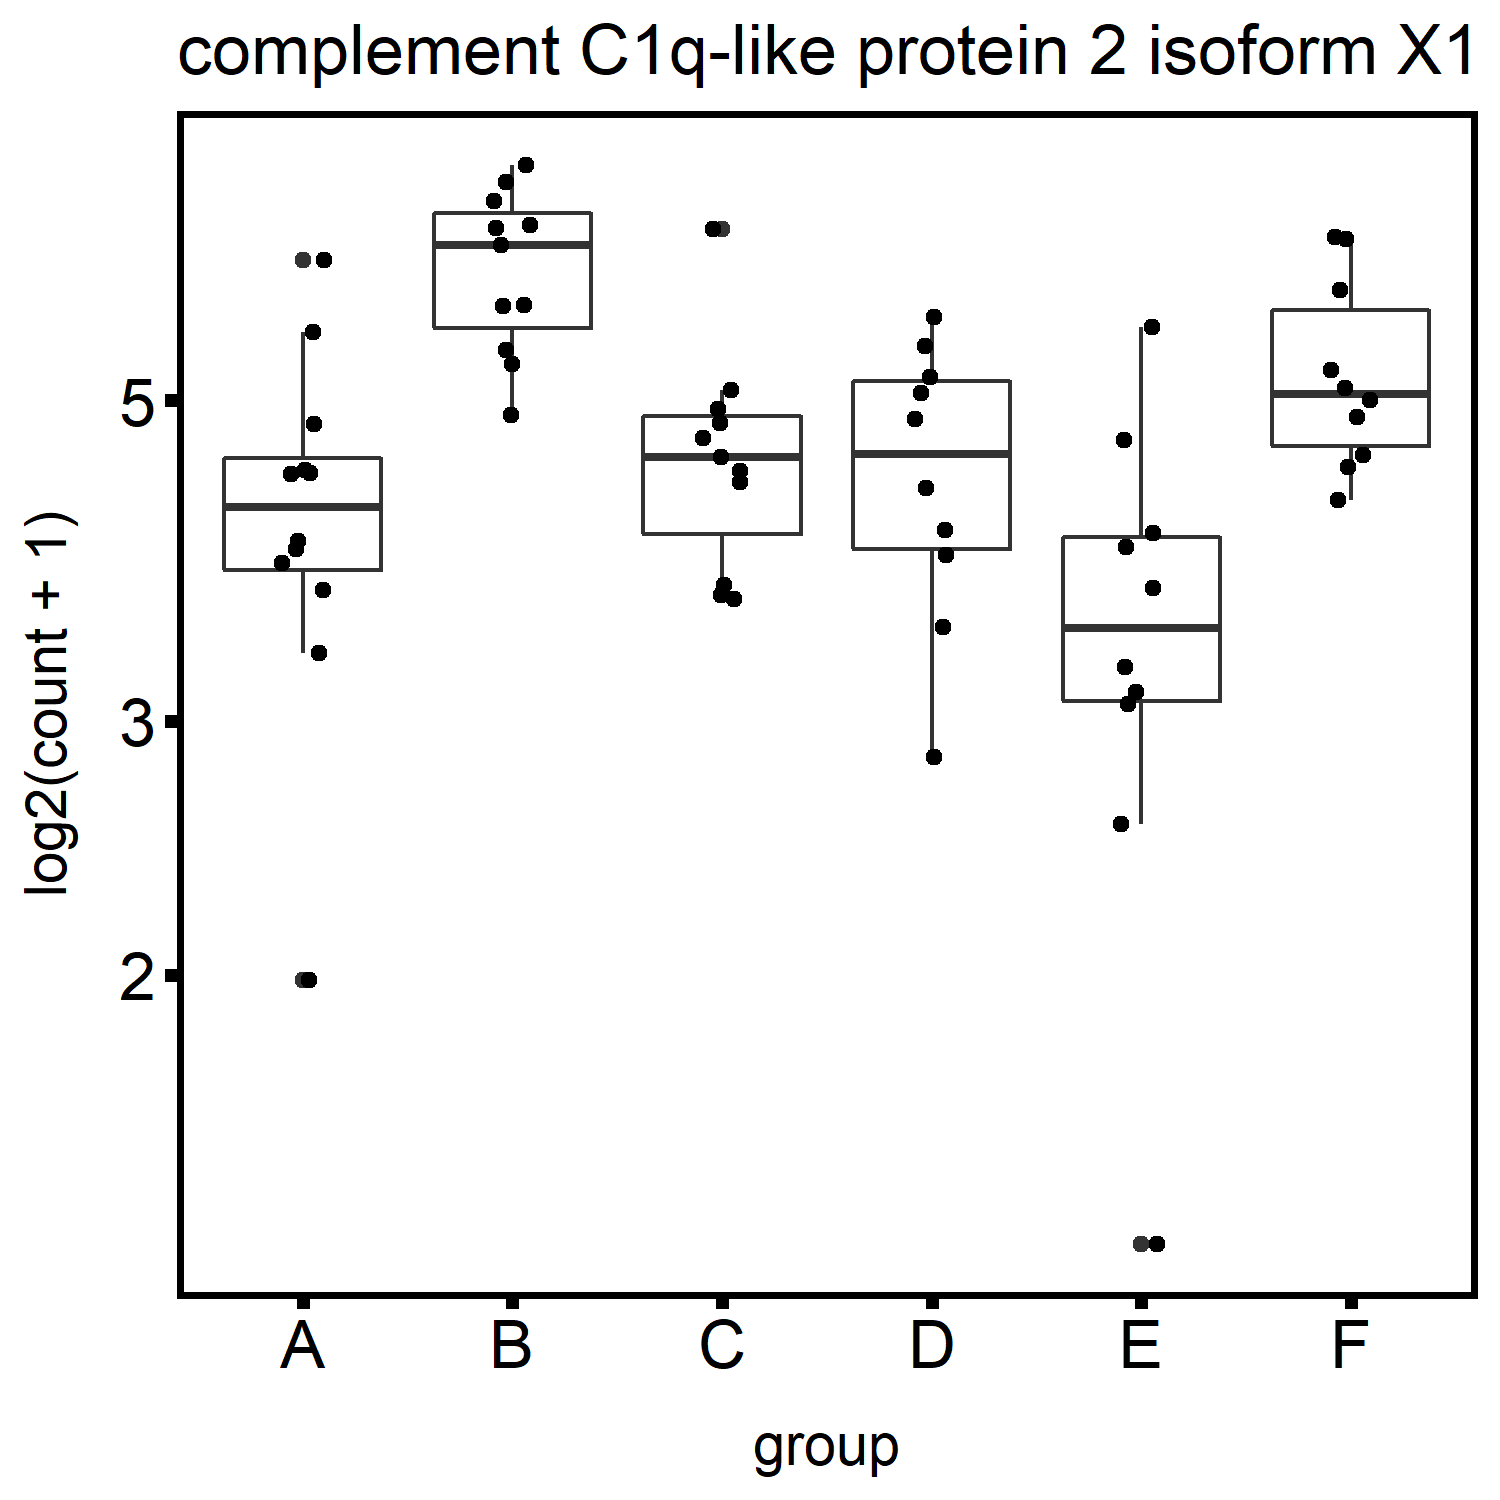 complement C1q-like protein 2 isoform X1
log2(count + 1)
5
3
2
A B C D E F
group